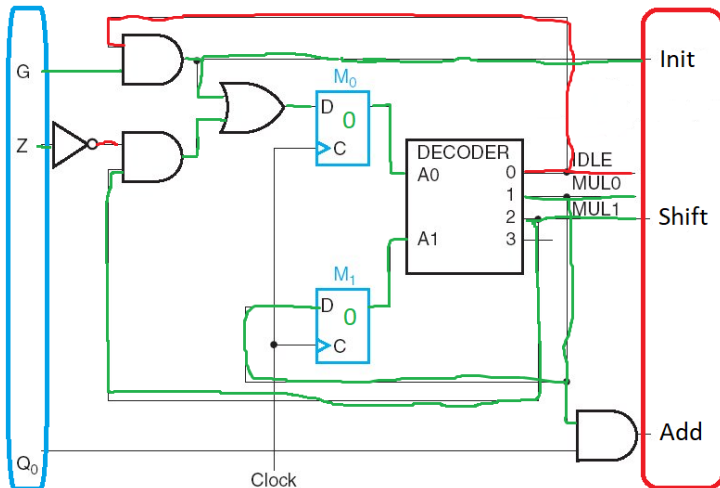 G
Z
Q₀
M₀
D
0
C
DECODER
A0
A1
0
1
2
3
IDLE
MUL0
MUL1
M₁
D
0
C
Clock
Init
Shift
Add